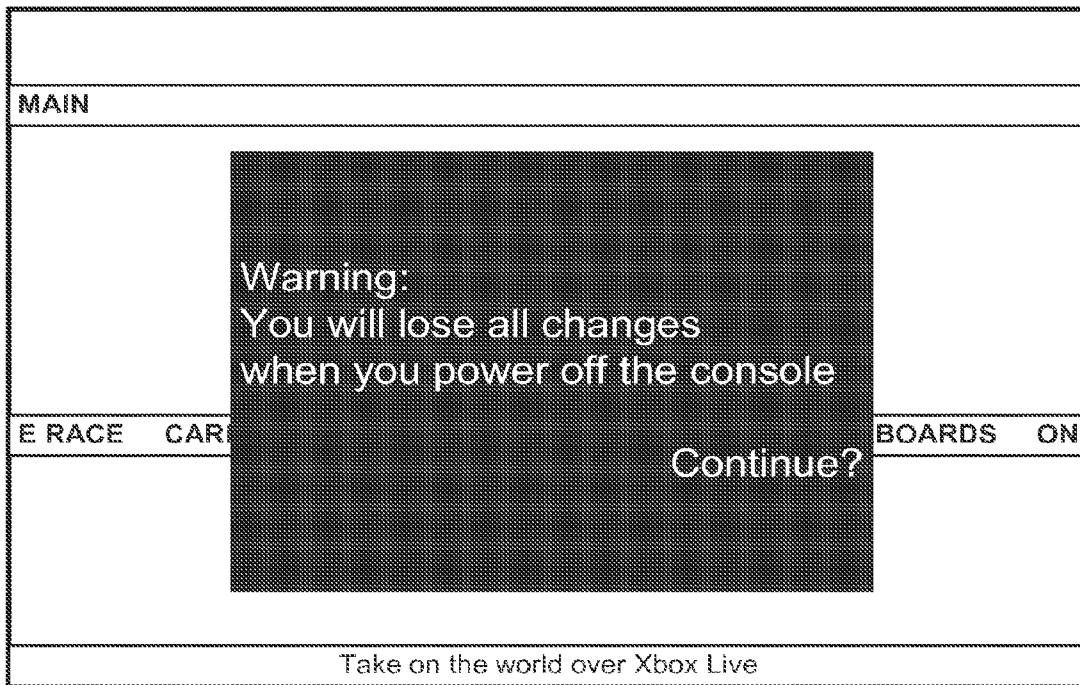 MAIN
Warning:
You will lose all changes
when you power off the console
E RACE CARE BOARDS ON
Continue?
Take on the world over Xbox Live